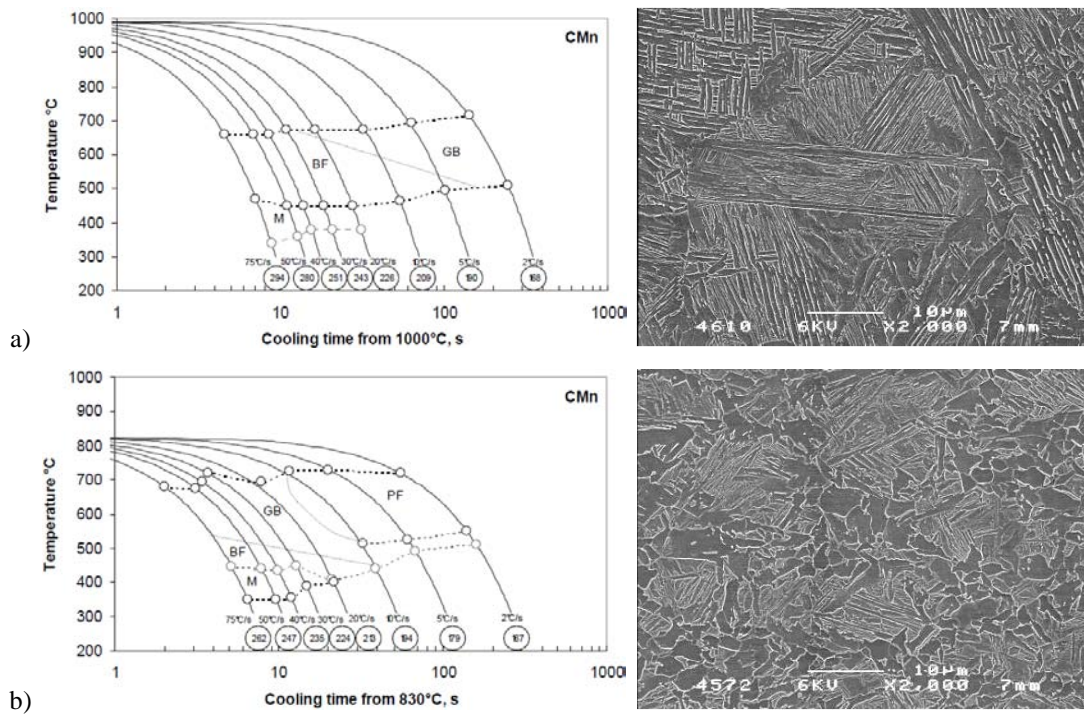 1000
CMn
900
800
700
600
BF
GB
500
400
M
300
75°C/s 50°C/s 40°C/s 30°C/s 20°C/s 10°C/s 5°C/s 2°C/s
294 280 251 243 226 209 190 168
200
1 10 100 1000
Temperature °C
Cooling time from 1000°C, s
a)
10µm
4610 6KV X2,000 7mm
1000
CMn
900
800
700
PF
600
GB
500
BF
400
M
300
75°C/s 50°C/s 40°C/s 30°C/s 20°C/s 10°C/s 5°C/s 2°C/s
262 247 235 224 213 194 179 167
200
1 10 100 1000
Temperature °C
Cooling time from 830°C, s
b)
10µm
4572 6KV X2,000 7mm